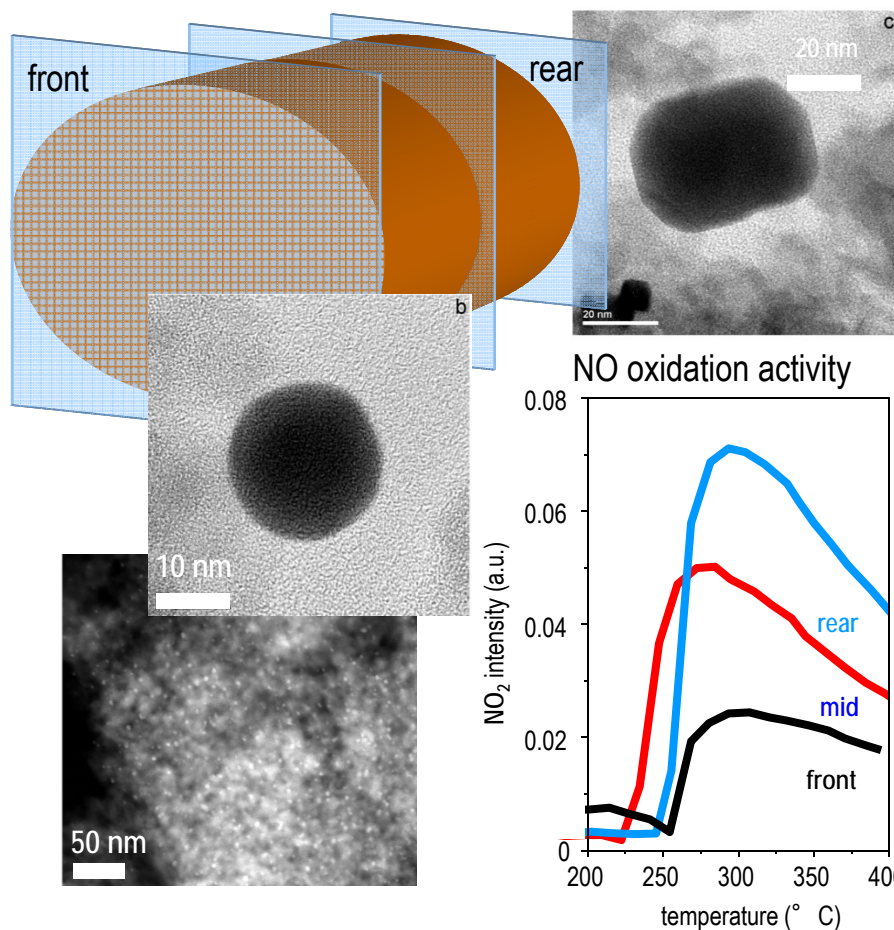 front
rear
c
20 nm
20 nm
b
10 nm
50 nm
NO oxidation activity
0.08
0.06
0.04
0.02
0
NO₂ intensity (a.u.)
rear
mid
front
200
250
300
350
40
temperature (° C)